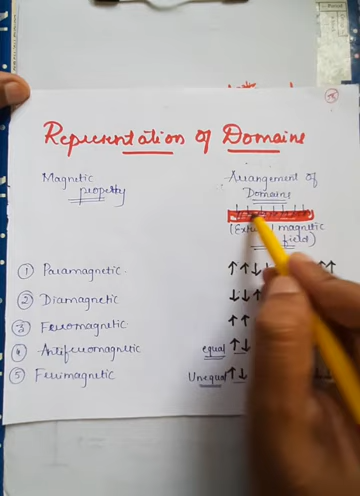 Representation of Domains
Magnetic property
Arrangement of Domains
magnetic field)
① Paramagnetic
② Diamagnetic
③ Ferromagnetic
④ Antiferromagnetic
⑤ Ferrimagnetic
equal
Unequal